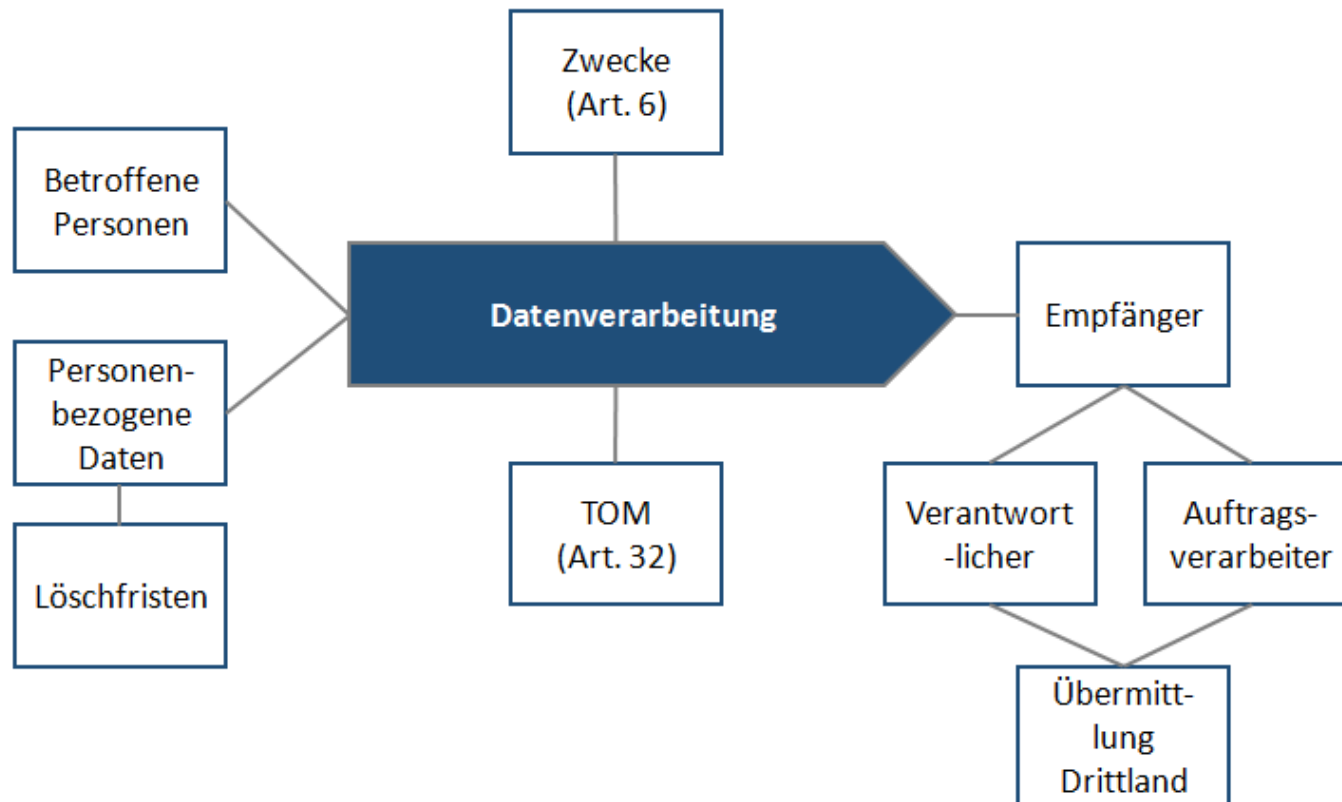 Zwecke
(Art. 6)
Betroffene
Personen
Datenverarbeitung
Empfänger
Personen-
bezogene
Daten
TOM
(Art. 32)
Verantwort
-licher
Auftrags-
verarbeiter
Löschfristen
Übermitt-
lung
Drittland